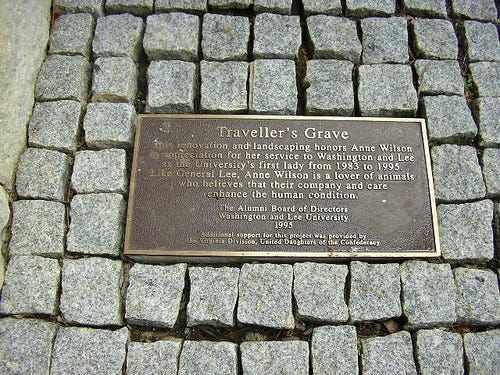 Traveller's Grave
This renovation and landscaping honors Anne Wilson
in appreciation for her service to Washington and Lee
as the University's first lady from 1983 to 1995.
Like General Lee, Anne Wilson is a lover of animals
who believes that their company and care
enhance the human condition.
The Alumni Board of Directors
Washington and Lee University
1995
Additional support for this project was provided by
the Virginia Division, United Daughters of the Confederacy